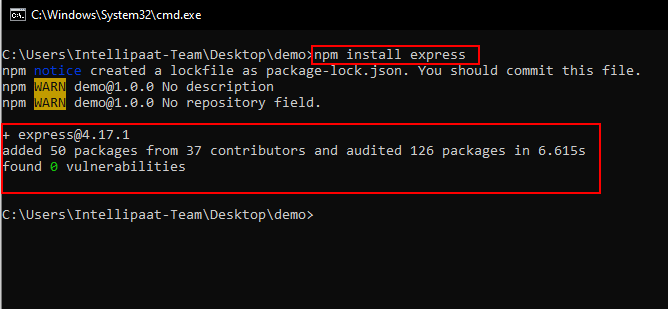 C:\Windows\System32\cmd.exe
C:\Users\Intellipaat-Team\Desktop\demo>npm install express
npm notice created a lockfile as package-lock.json. You should commit this file.
npm WARN demo@1.0.0 No description
npm WARN demo@1.0.0 No repository field.
+ express@4.17.1
added 50 packages from 37 contributors and audited 126 packages in 6.615s
found 0 vulnerabilities
C:\Users\Intellipaat-Team\Desktop\demo>